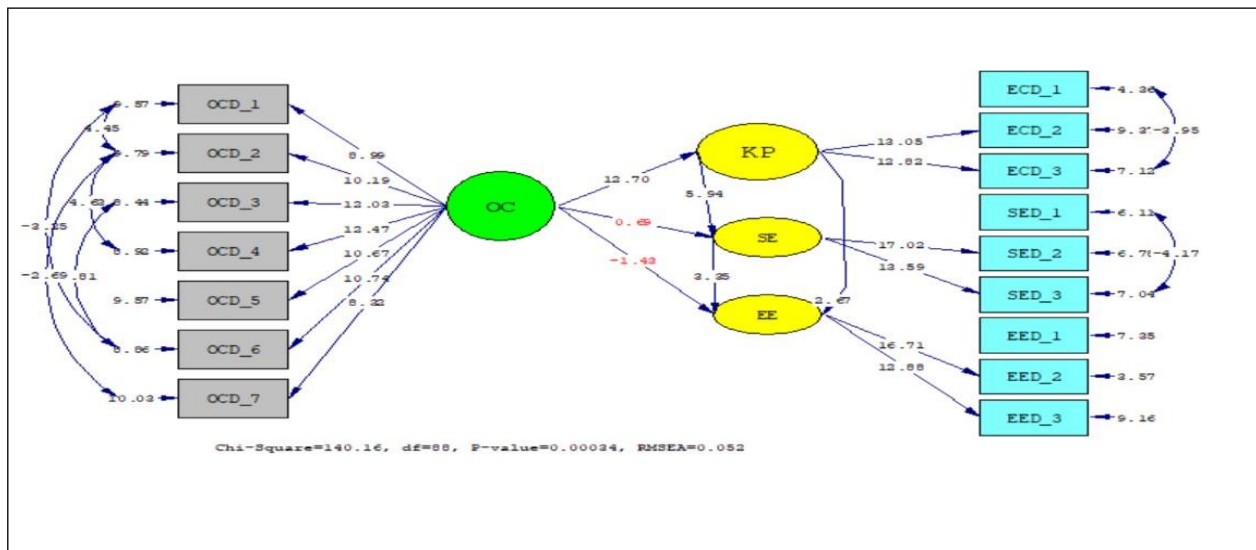 ECD_1
4.36
9.57
OCD_1
4.45
ECD_2
-3.95
13.05
9.79
OCD_2
8.99
KP
12.82
ECD_3
7.12
10.19
12.70
OCD_3
12.03
OC
5.94
SED_1
6.11
4.63
8.44
0.69
SE
17.02
SED_2
-4.17
-3.25
8.92
OCD_4
12.47
-1.43
13.59
10.67
3.35
2.67
SED_3
7.04
10.74
9.57
OCD_5
8.32
EE
EED_1
7.35
8.86
OCD_6
16.71
EED_2
3.57
12.88
10.03
OCD_7
EED_3
9.16
Chi-Square=140.16, df=88, P-value=0.00034, RMSEA=0.052